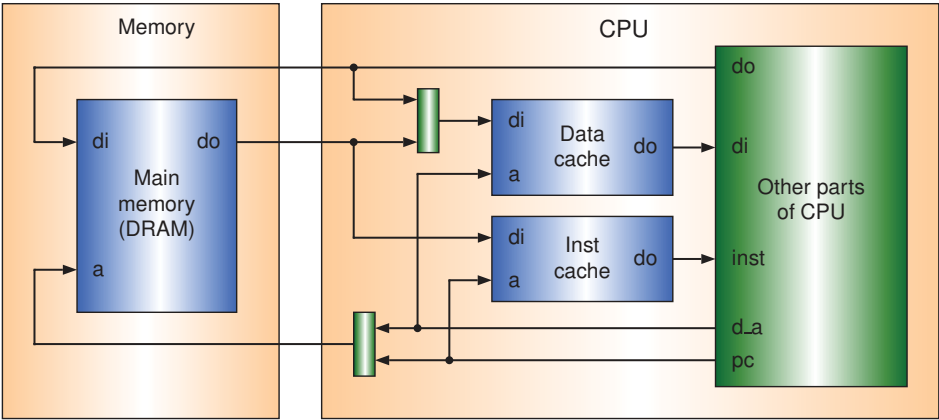 Memory
CPU
do
di
do
Main
memory
(DRAM)
a
di
Data
cache
do
a
di
Inst
cache
do
a
di
Other parts
of CPU
inst
d_a
pc